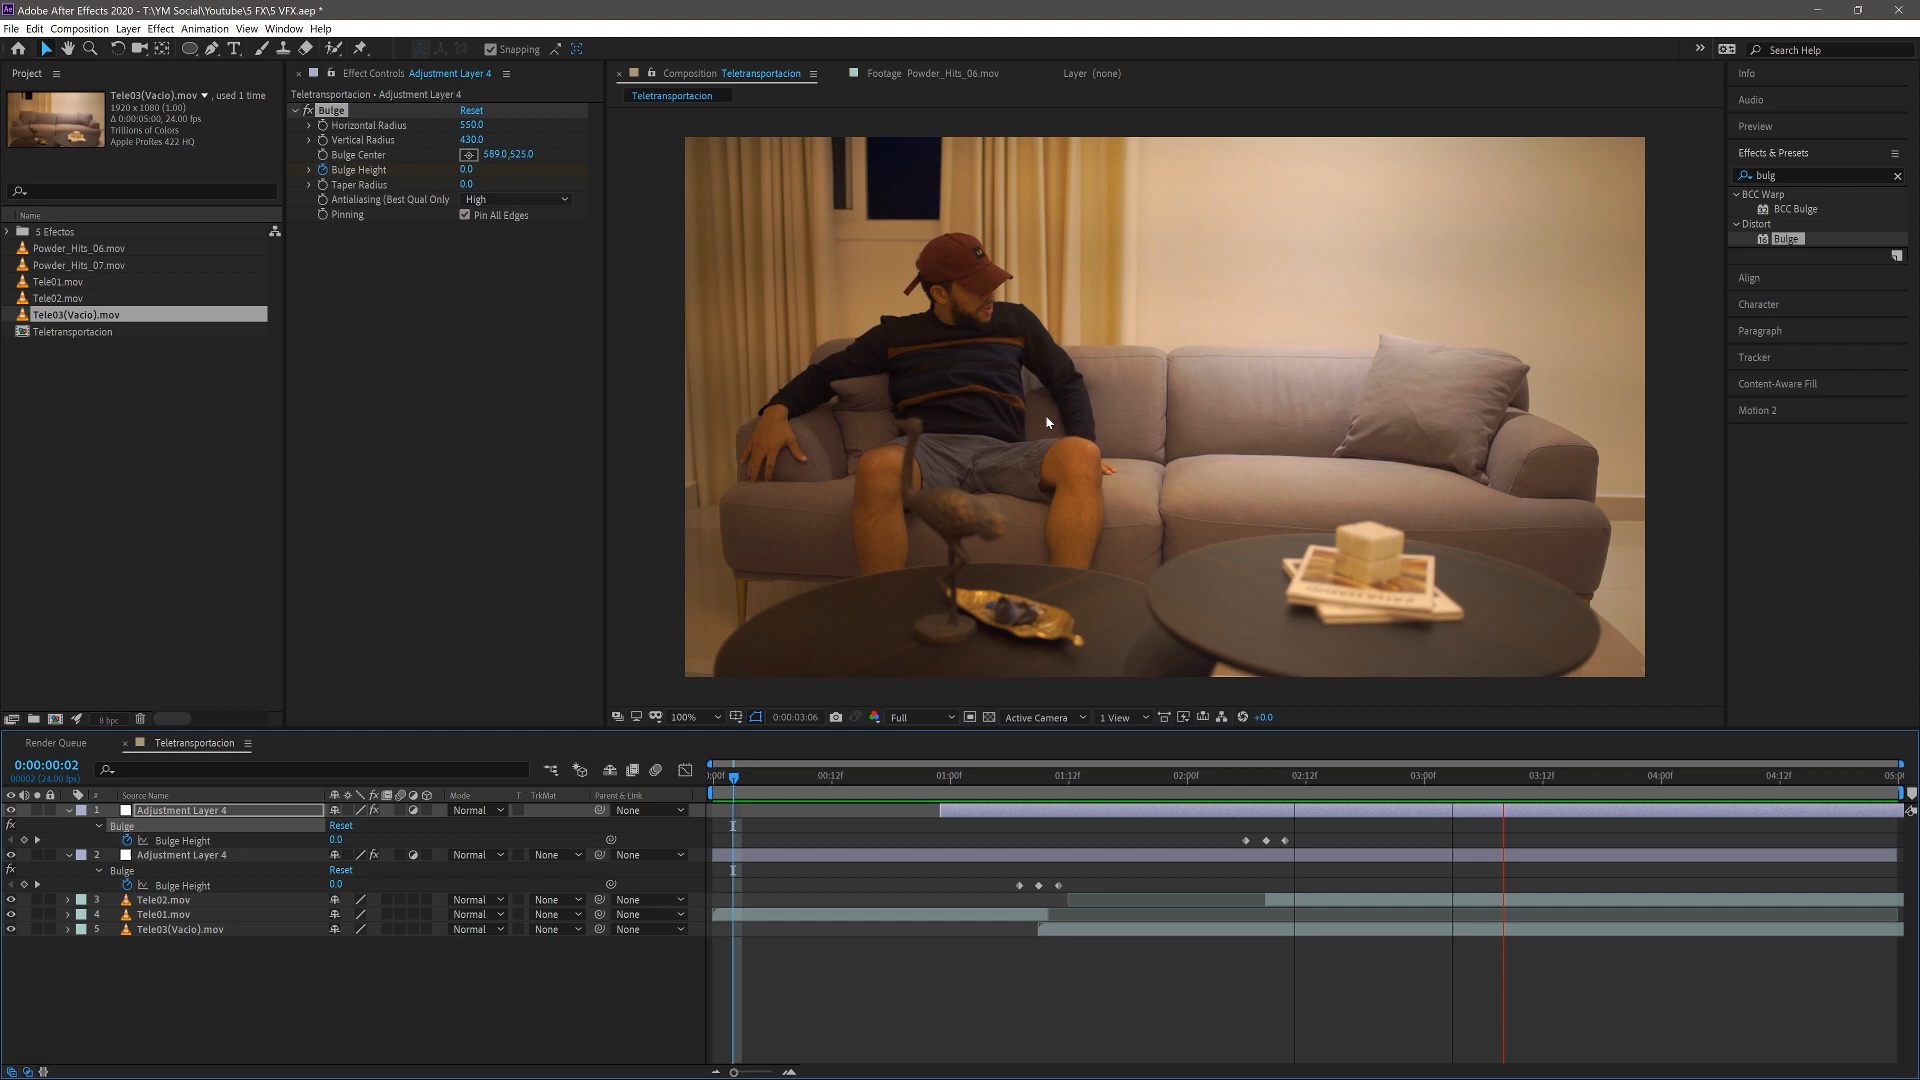 Adobe After Effects 2020 - T:\YM Social\Youtube\5 FX\5 VFX.aep *
File Edit Composition Layer Effect Animation View Window Help
Snapping
Search Help
Project
Tele03(Vacio).mov , used 1 time
1920 x 1080 (1.00)
Δ 0:00:05:00, 24.00 fps)
Trillions of Colors
Apple ProRes 422 HQ
Name
5 Efectos
Powder_Hits_06.mov
Powder_Hits_07.mov
Tele01.mov
Tele02.mov
Tele03(Vacio).mov
Teletransportacion
8 bpc
Effect Controls Adjustment Layer 4
Teletransportacion • Adjustment Layer 4
fx Bulge Reset
Horizontal Radius 550.0
Vertical Radius 430.0
Bulge Center 589.0,525.0
Bulge Height 0.0
Taper Radius 0.0
Antialiasing (Best Qual Only High
Pinning Pin All Edges
Composition Teletransportacion
Footage Powder_Hits_06.mov
Layer (none)
Teletransportacion
100% 0:00:03:06 Full Active Camera 1 View +0.0
Info
Audio
Preview
Effects & Presets
bulg
BCC Warp
BCC Bulge
Distort
Bulge
Align
Character
Paragraph
Tracker
Content-Aware Fill
Motion 2
Render Queue
Teletransportacion
0:00:00:02
00002 (24.00 fps)
:00f 00:12f 01:00f 01:12f 02:00f 02:12f 03:00f 03:12f 04:00f 04:12f 05:0
# Source Name Mode T TrkMat Parent & Link
1 Adjustment Layer 4 fx Normal None
fx Bulge Reset
Bulge Height 0.0
2 Adjustment Layer 4 fx Normal None None
fx Bulge Reset
Bulge Height 0.0
3 Tele02.mov Normal None None
4 Tele01.mov Normal None None
5 Tele03(Vacio).mov Normal None None